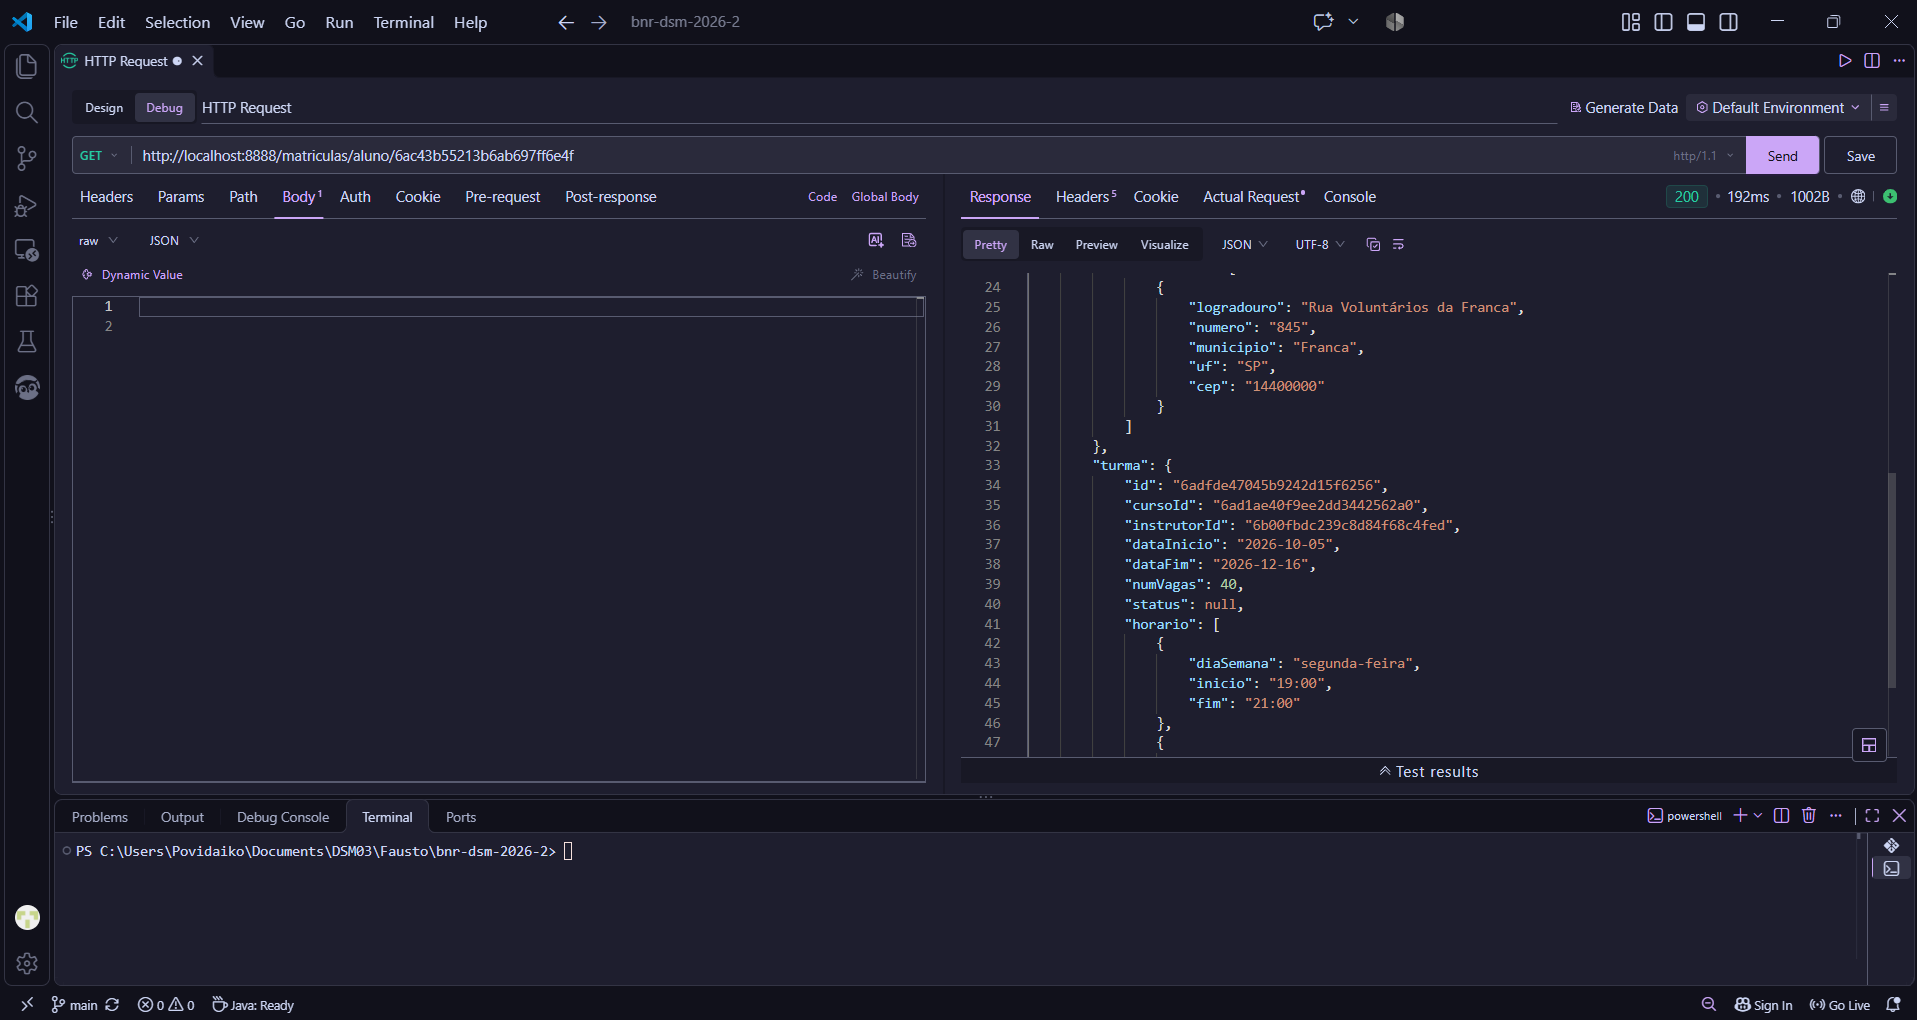 File Edit Selection View Go Run Terminal Help
bnr-dsm-2026-2
HTTP Request
Design Debug HTTP Request
Generate Data Default Environment
GET http://localhost:8888/matriculas/aluno/6ac43b55213b6ab697ff6e4f http/1.1 Send Save
Headers Params Path Body 1 Auth Cookie Pre-request Post-response Code Global Body
raw JSON
AI
Dynamic Value Beautify
1
2
Response Headers 5 Cookie Actual Request Console 200 • 192ms • 1002B
Pretty Raw Preview Visualize JSON UTF-8
24 {
25 "logradouro": "Rua Voluntários da Franca",
26 "numero": "845",
27 "municipio": "Franca",
28 "uf": "SP",
29 "cep": "14400000"
30 }
31 ]
32 },
33 "turma": {
34 "id": "6adfde47045b9242d15f6256",
35 "cursoId": "6ad1ae40f9ee2dd3442562a0",
36 "instrutorId": "6b00fbdc239c8d84f68c4fed",
37 "dataInicio": "2026-10-05",
38 "dataFim": "2026-12-16",
39 "numVagas": 40,
40 "status": null,
41 "horario": [
42 {
43 "diaSemana": "segunda-feira",
44 "inicio": "19:00",
45 "fim": "21:00"
46 },
47 {
Test results
Problems Output Debug Console Terminal Ports
powershell
PS C:\Users\Povidaiko\Documents\DSM03\Fausto\bnr-dsm-2026-2>
main 0 0 Java: Ready
Sign In Go Live